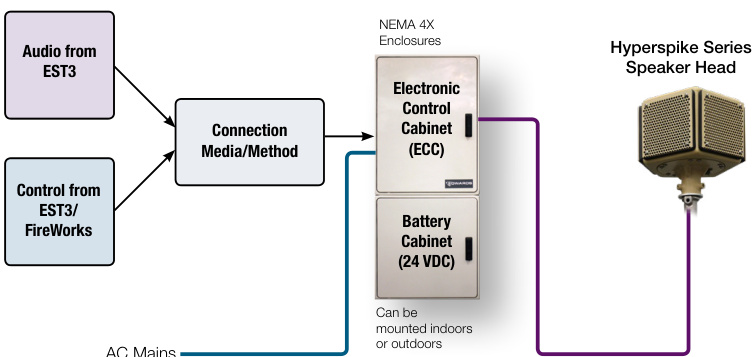 Audio from
EST3
Control from
EST3/
FireWorks
Connection
Media/Method
NEMA 4X
Enclosures
Electronic
Control
Cabinet
(ECC)
Battery
Cabinet
(24 VDC)
Can be
mounted indoors
or outdoors
AC Mains
Hyperspike Series
Speaker Head